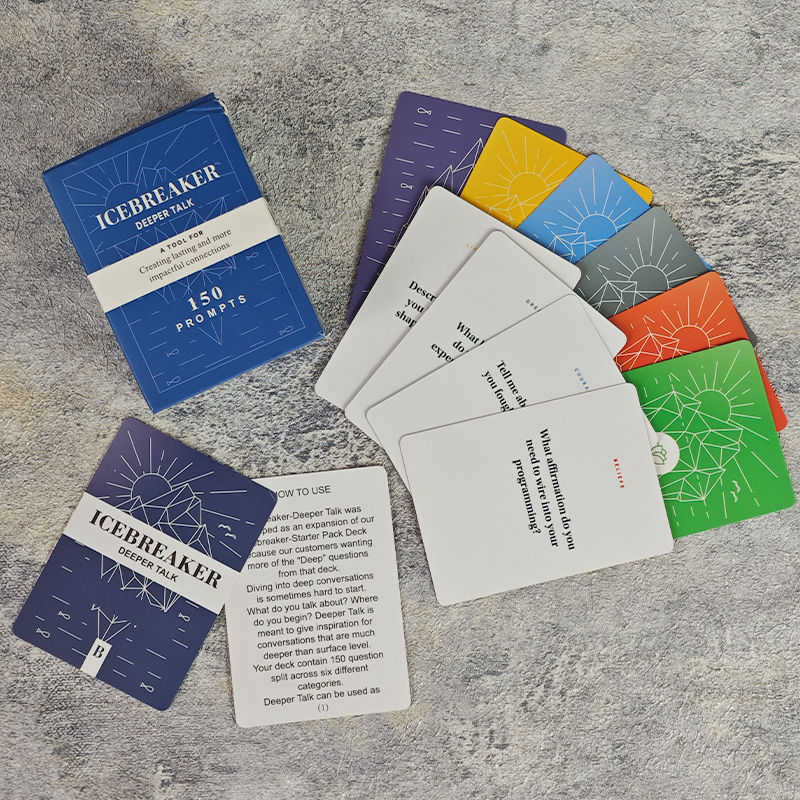 ICEBREAKER
DEEPER TALK
A TOOL FOR
Creating lasting and more
impactful connections.
150
PROMPTS
What
do
Tell me
you
BELIEFS
What affirmation do you
need to wire into your
programming?
ICEBREAKER
DEEPER TALK
B
TO USE
-Deeper Talk was
as an expansion of our
-Starter Pack Deck
our customers wanting
more of the "Deep" questions
from that deck.
Diving into deep conversations
is sometimes hard to start.
What do you talk about? Where
do you begin? Deeper Talk is
meant to give inspiration for
conversations that are much
deeper than surface level.
Your deck contain 150 question
split across six different
categories.
Deeper Talk can be used as
(1)